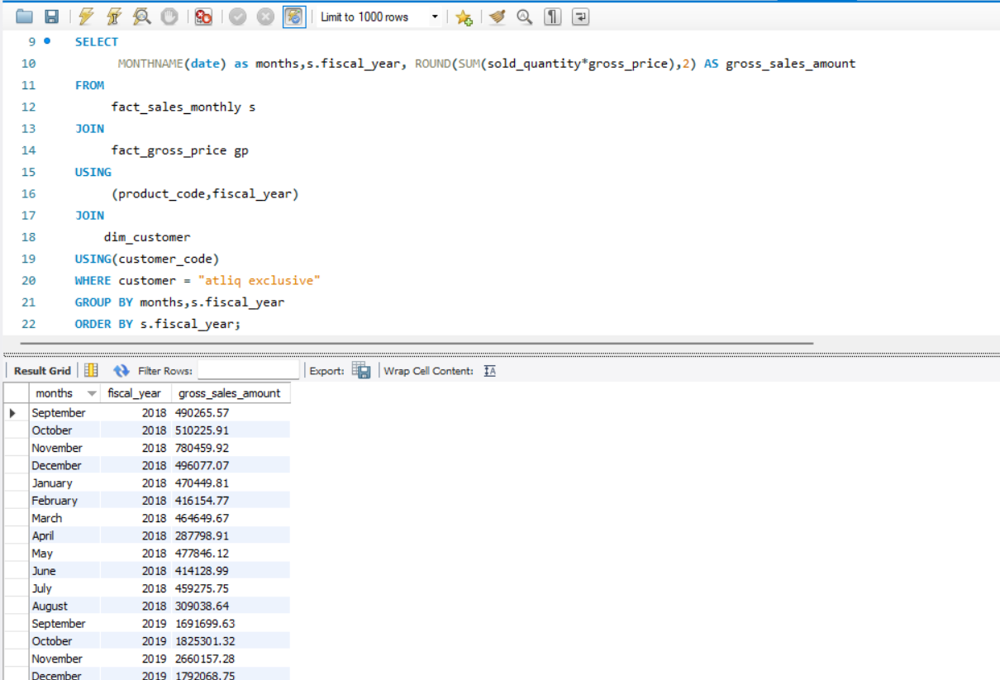 Limit to 1000 rows
9 SELECT
10 MONTHNAME(date) as months,s.fiscal_year, ROUND(SUM(sold_quantity*gross_price),2) AS gross_sales_amount
11 FROM
12 fact_sales_monthly s
13 JOIN
14 fact_gross_price gp
15 USING
16 (product_code,fiscal_year)
17 JOIN
18 dim_customer
19 USING(customer_code)
20 WHERE customer = "atliq exclusive"
21 GROUP BY months,s.fiscal_year
22 ORDER BY s.fiscal_year;
Result Grid Filter Rows: Export: Wrap Cell Content:
months fiscal_year gross_sales_amount
September 2018 490265.57
October 2018 510225.91
November 2018 780459.92
December 2018 496077.07
January 2018 470449.81
February 2018 416154.77
March 2018 464649.67
April 2018 287798.91
May 2018 477846.12
June 2018 414128.99
July 2018 459275.75
August 2018 309038.64
September 2019 1691699.63
October 2019 1825301.32
November 2019 2660157.28
December 2019 1792068.75